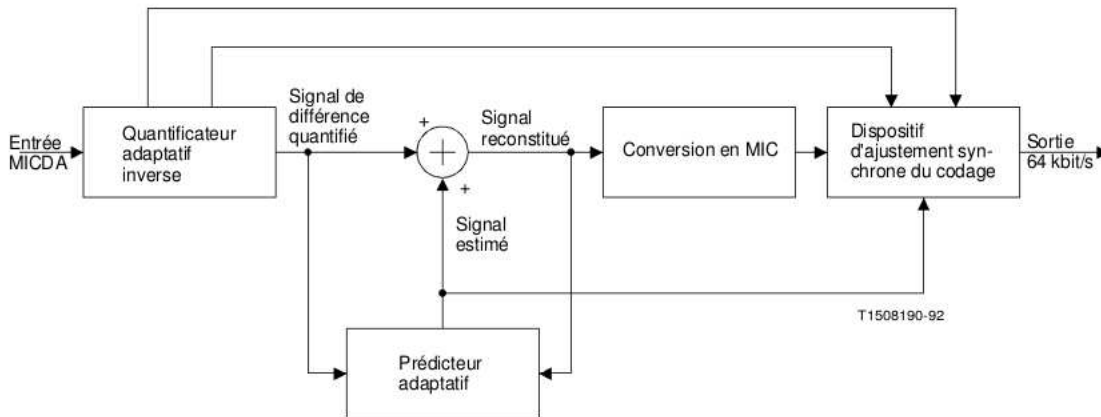 Entrée
MICDA
Quantificateur
adaptatif
inverse
Signal de
différence
quantifié
+
+
Signal
reconstitué
Conversion en MIC
Dispositif
d'ajustement syn-
chrone du codage
Sortie
64 kbit/s
Signal
estimé
T1508190-92
Prédicteur
adaptatif